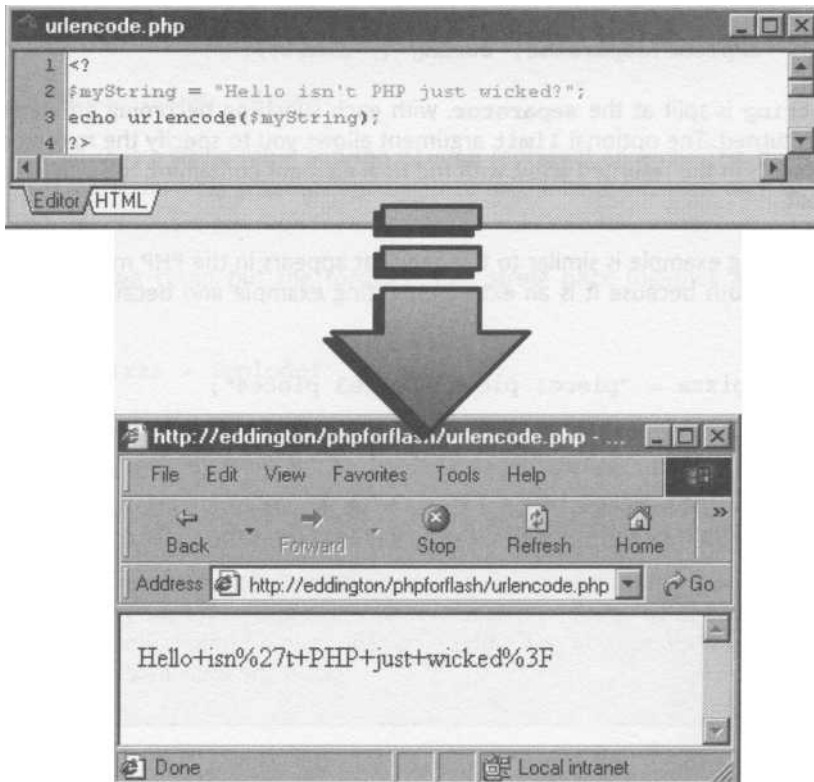 urlencode.php
1 <?
2 $myString = "Hello isn't PHP just wicked?";
3 echo urlencode($myString);
4 ?>
Editor HTML
http://eddington/phpforflash/urlencode.php - ...
File Edit View Favorites Tools Help
Back Forward Stop Refresh Home »
Address http://eddington/phpforflash/urlencode.php Go
Hello+isn%27t+PHP+just+wicked%3F
Done Local intranet